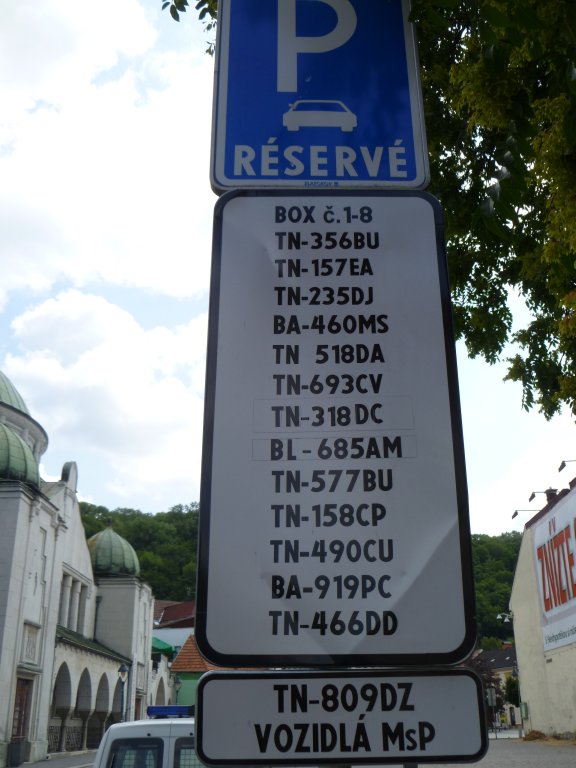 P
RÉSERVÉ
BOX č.1-8
TN-356BU
TN-157EA
TN-235DJ
BA-460MS
TN 518DA
TN-693CV
TN-318DC
BL-685AM
TN-577BU
TN-158CP
TN-490CU
BA-919PC
TN-466DD
TN-809DZ
VOZIDLÁ MsP
ZNÍŽTE